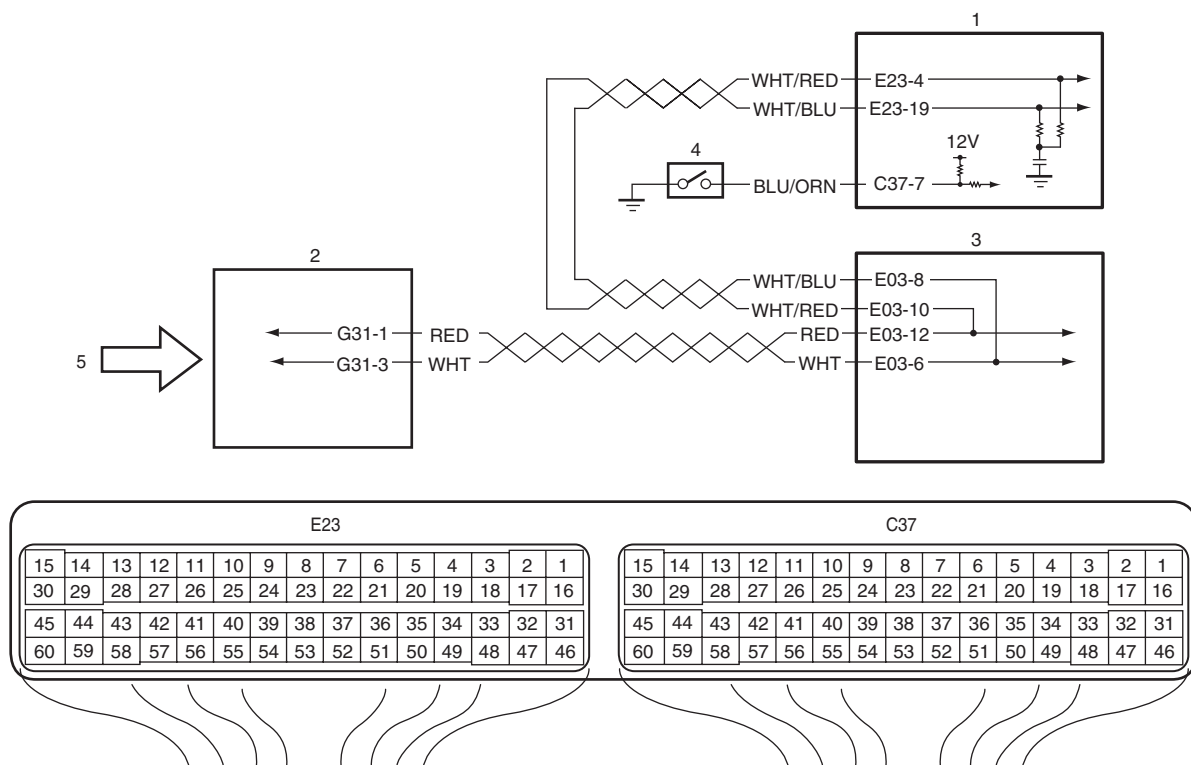 1
WHT/RED E23-4
WHT/BLU E23-19
12V
4
BLU/ORN C37-7
2
3
WHT/BLU E03-8
WHT/RED E03-10
G31-1 RED RED E03-12
5
G31-3 WHT WHT E03-6
E23 C37
15 14 13 12 11 10 9 8 7 6 5 4 3 2 1 15 14 13 12 11 10 9 8 7 6 5 4 3 2 1
30 29 28 27 26 25 24 23 22 21 20 19 18 17 16 30 29 28 27 26 25 24 23 22 21 20 19 18 17 16
45 44 43 42 41 40 39 38 37 36 35 34 33 32 31 45 44 43 42 41 40 39 38 37 36 35 34 33 32 31
60 59 58 57 56 55 54 53 52 51 50 49 48 47 46 60 59 58 57 56 55 54 53 52 51 50 49 48 47 46